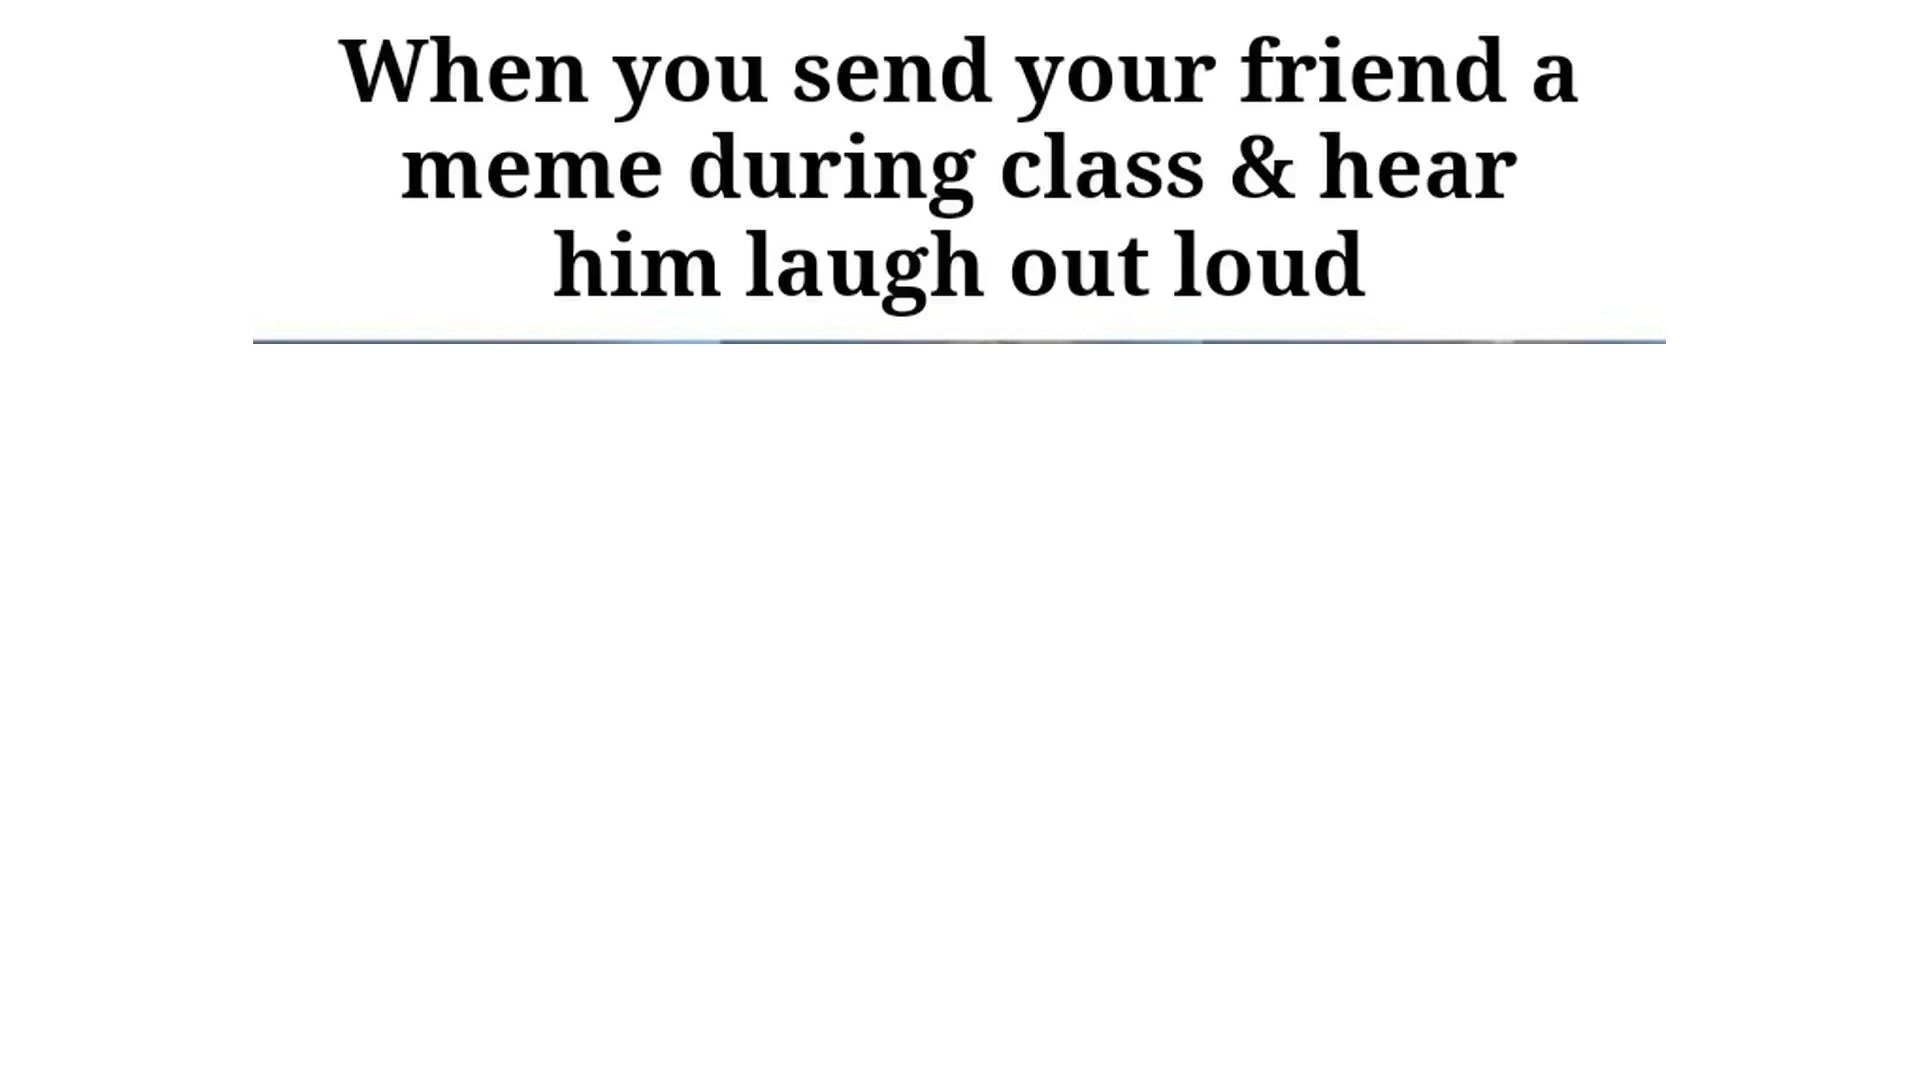 When you send your friend a
meme during class & hear
him laugh out loud